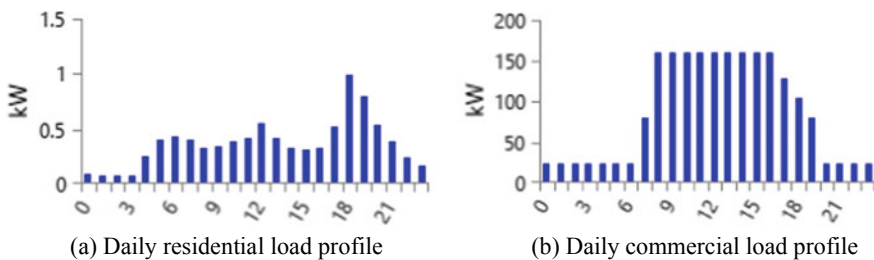 1.5
1
0.5
0
kW
0 3 6 9 12 15 18 21
(a) Daily residential load profile
200
150
100
50
0
kW
0 3 6 9 12 15 18 21
(b) Daily commercial load profile